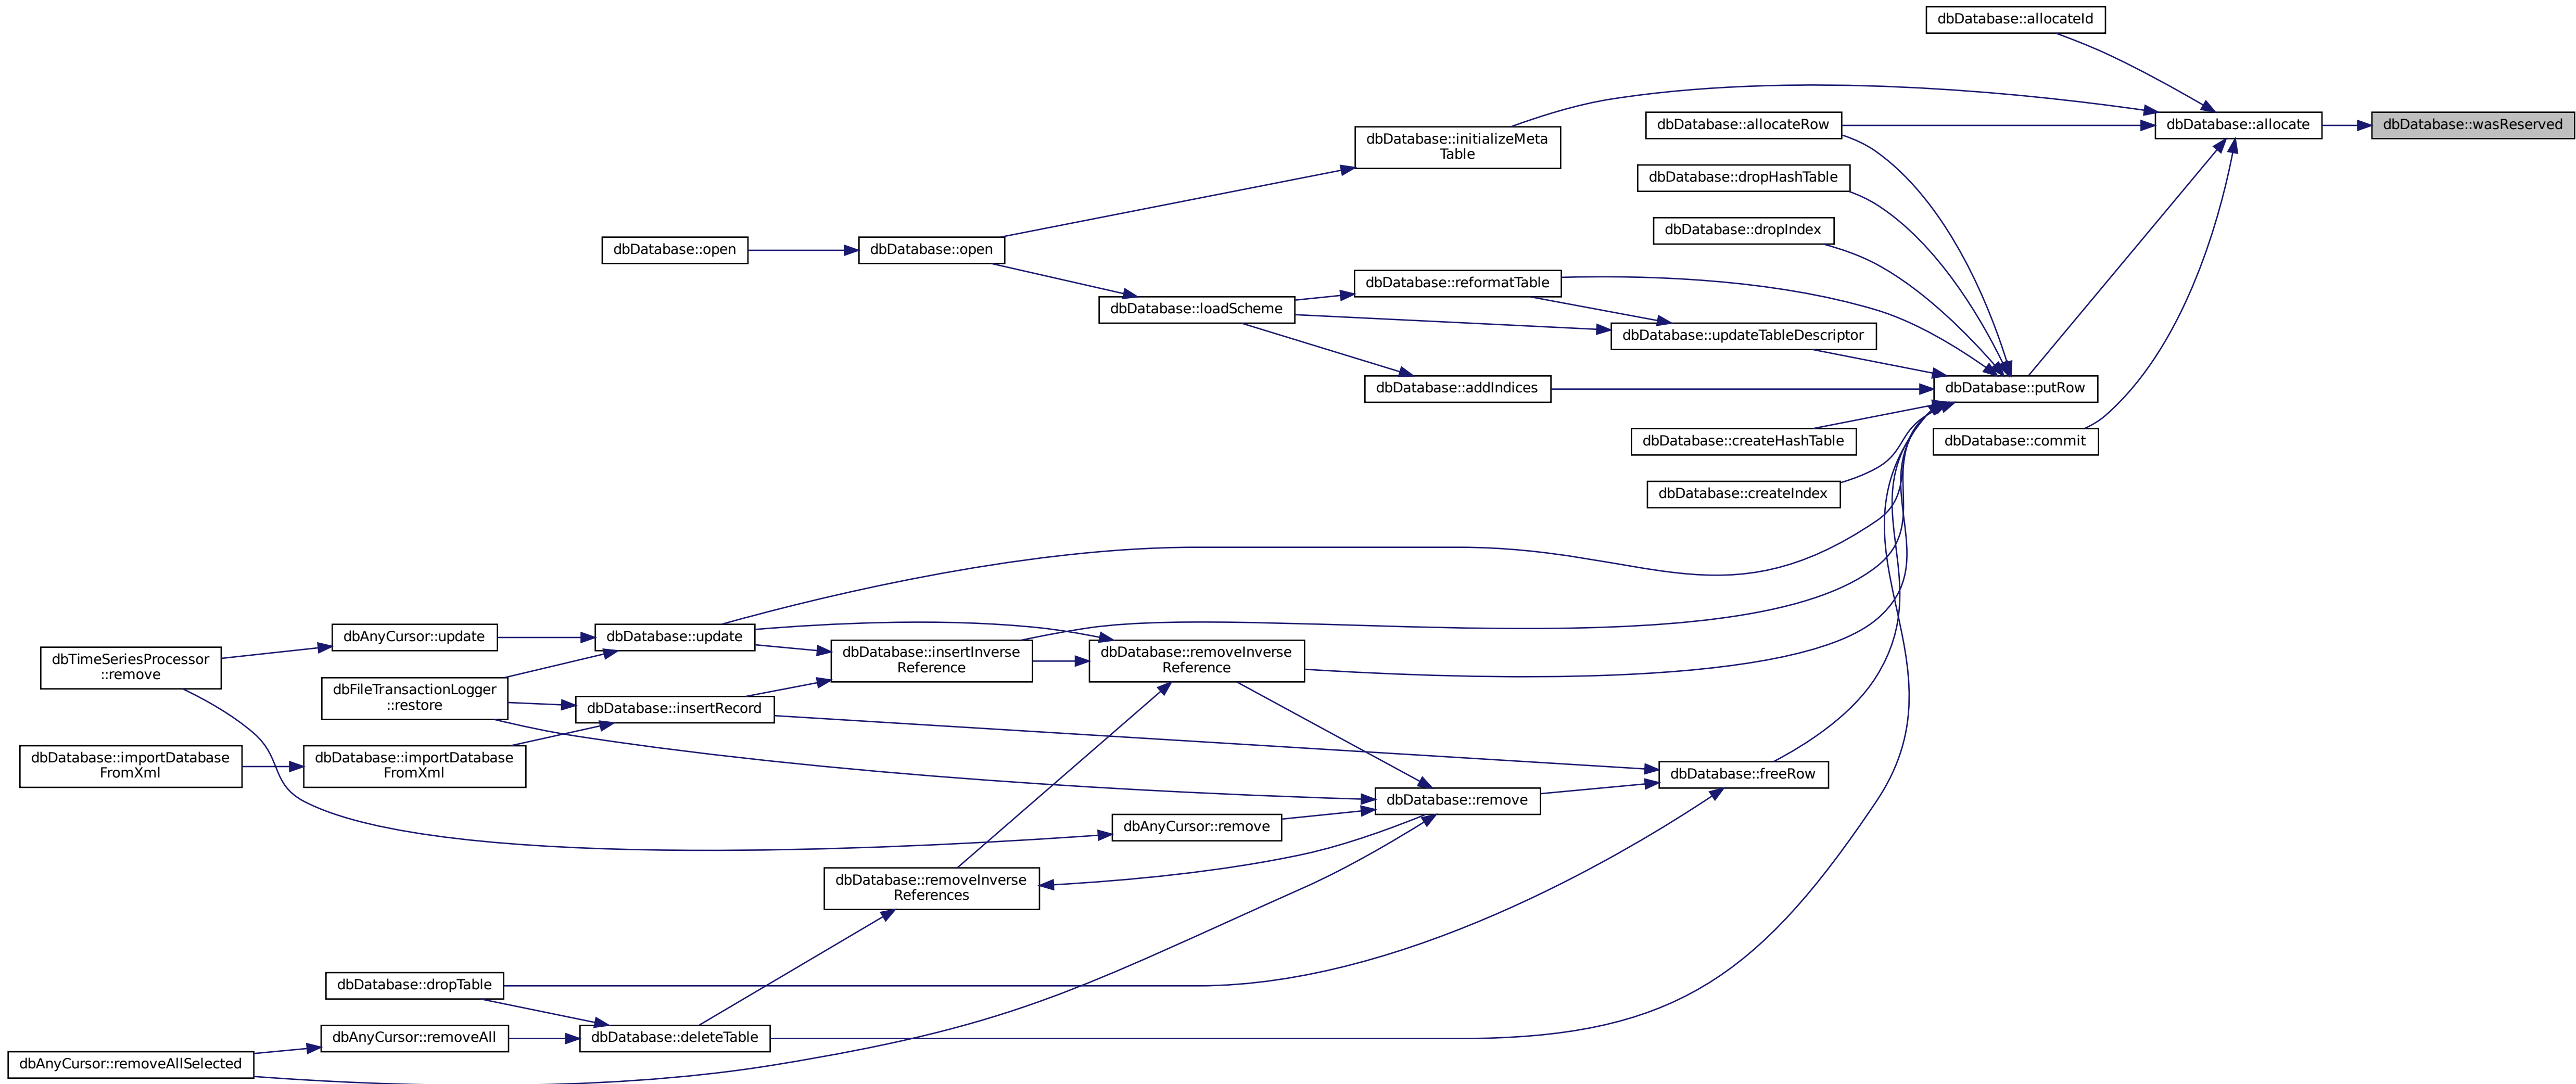 dbDatabase::allocateId
dbDatabase::initializeMeta
Table
dbDatabase::allocateRow
dbDatabase::allocate
dbDatabase::wasReserved
dbDatabase::dropHashTable
dbDatabase::dropIndex
dbDatabase::open
dbDatabase::open
dbDatabase::reformatTable
dbDatabase::loadScheme
dbDatabase::updateTableDescriptor
dbDatabase::addIndices
dbDatabase::putRow
dbDatabase::createHashTable
dbDatabase::commit
dbDatabase::createIndex
dbTimeSeriesProcessor
::remove
dbAnyCursor::update
dbDatabase::update
dbDatabase::insertInverse
Reference
dbDatabase::removeInverse
Reference
dbFileTransactionLogger
::restore
dbDatabase::insertRecord
dbDatabase::importDatabase
FromXml
dbDatabase::importDatabase
FromXml
dbDatabase::freeRow
dbDatabase::remove
dbAnyCursor::remove
dbDatabase::removeInverse
References
dbDatabase::dropTable
dbAnyCursor::removeAll
dbDatabase::deleteTable
dbAnyCursor::removeAllSelected